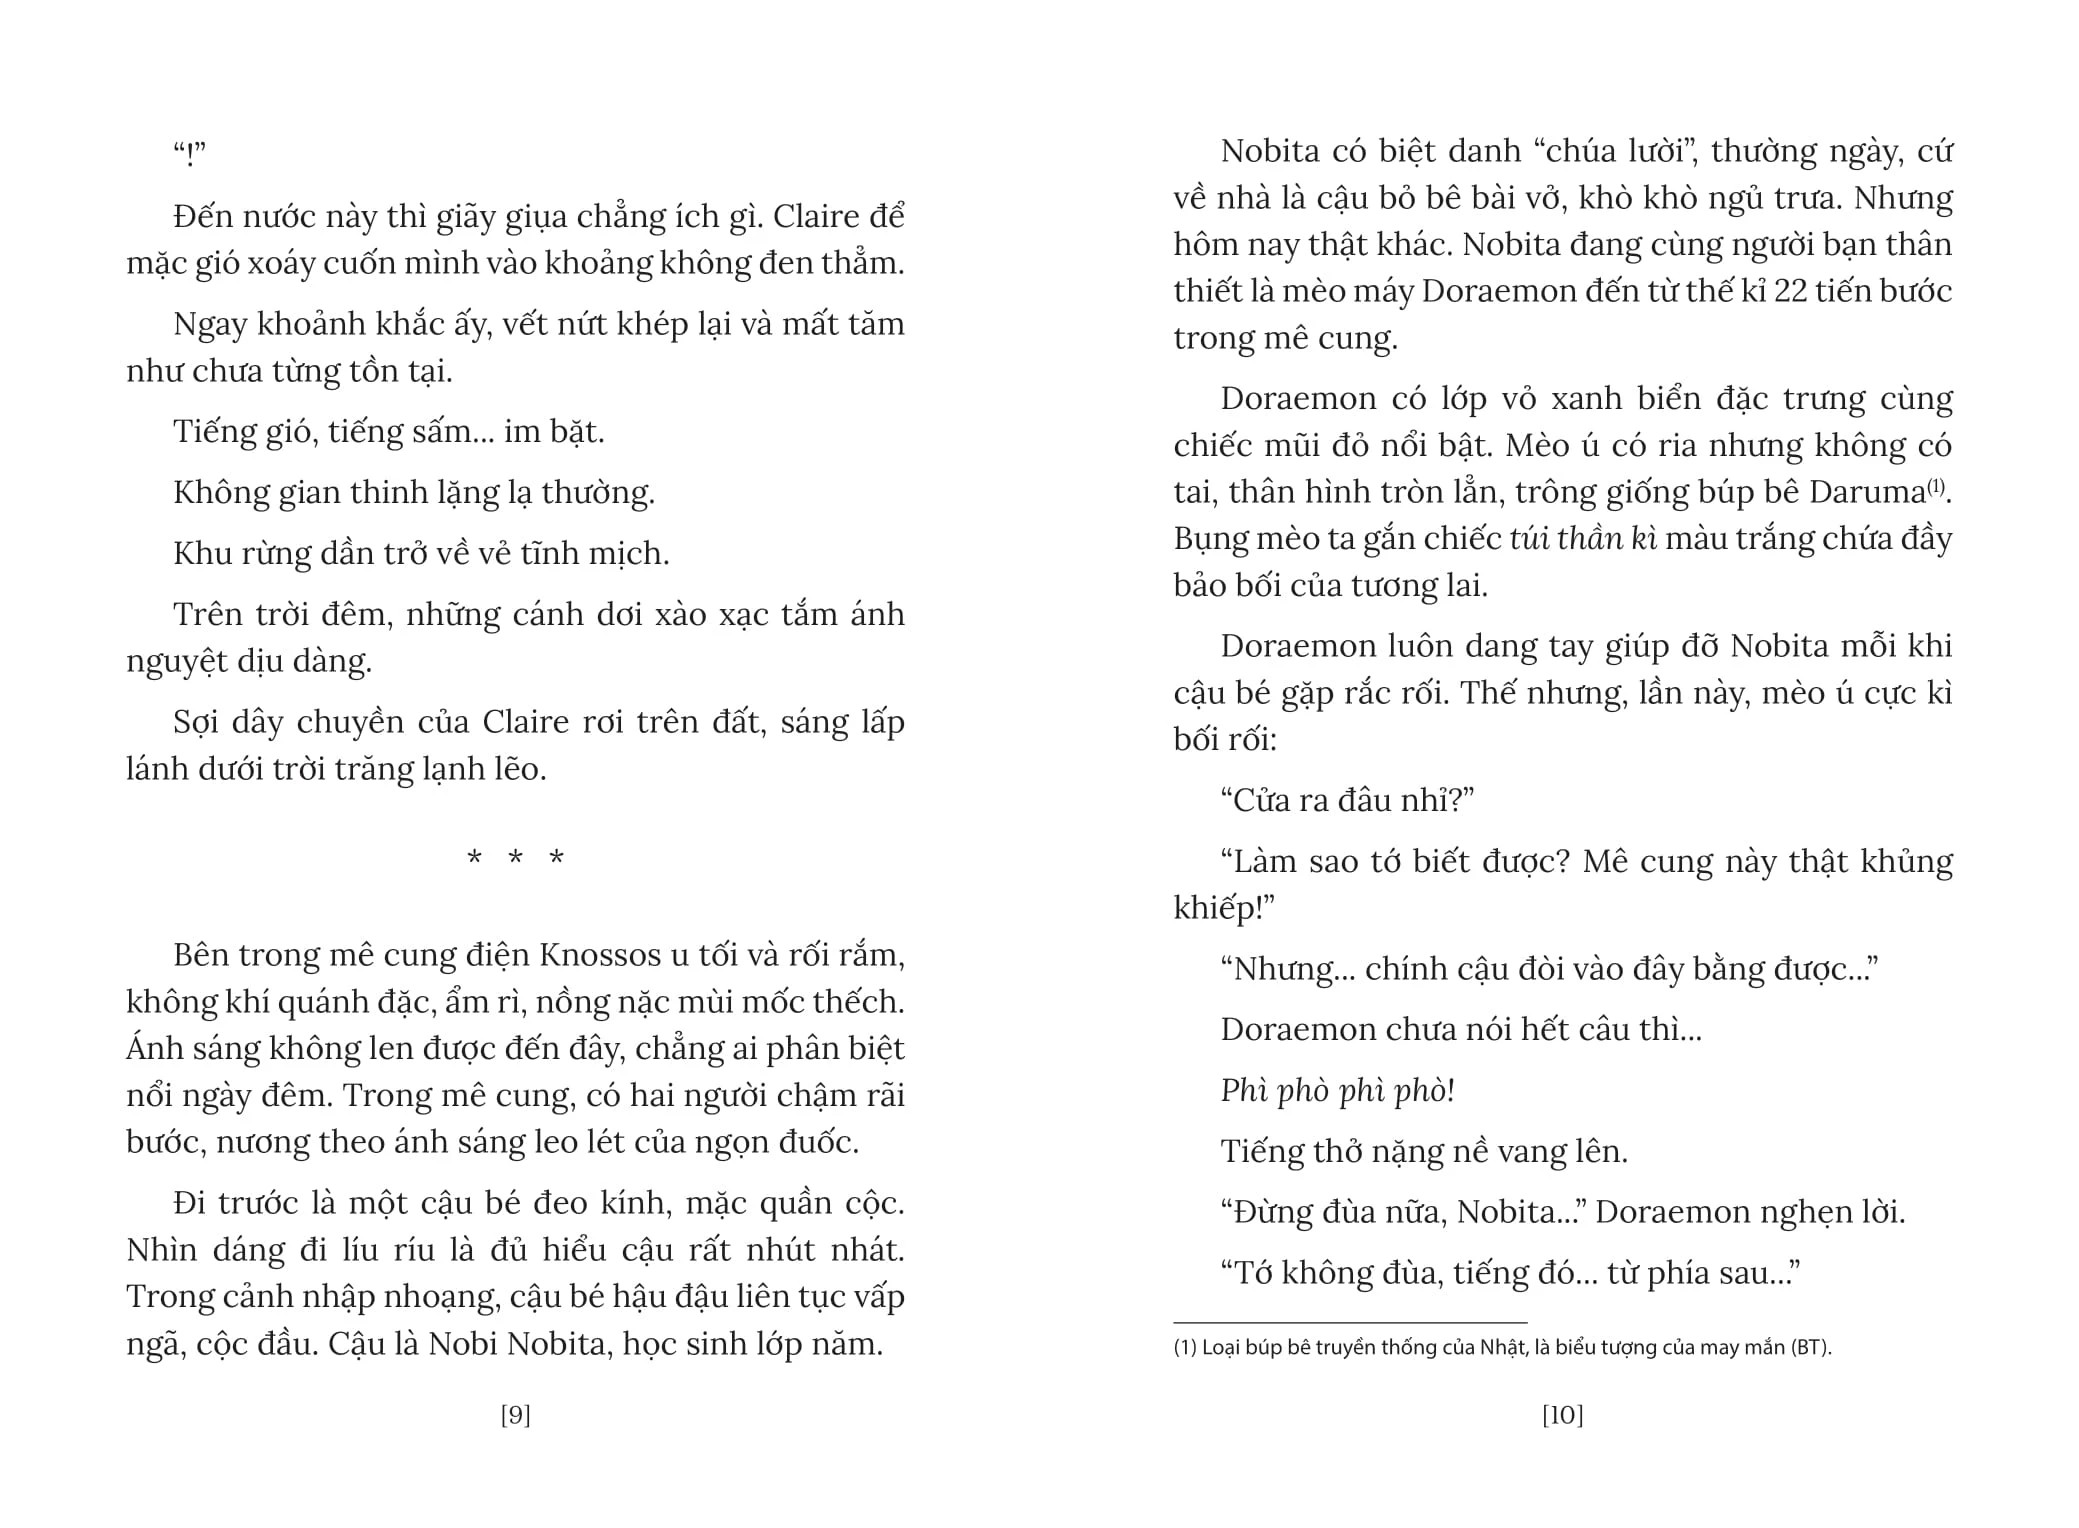 “!”
Đến nước này thì giãy giụa chẳng ích gì. Claire để
mặc gió xoáy cuốn mình vào khoảng không đen thẳm.
Ngay khoảnh khắc ấy, vết nứt khép lại và mất tăm
như chưa từng tồn tại.
Tiếng gió, tiếng sấm... im bặt.
Không gian thinh lặng lạ thường.
Khu rừng dần trở về vẻ tĩnh mịch.
Trên trời đêm, những cánh dơi xào xạc tắm ánh
nguyệt dịu dàng.
Sợi dây chuyền của Claire rơi trên đất, sáng lấp
lánh dưới trời trăng lạnh lẽo.
* * *
Bên trong mê cung điện Knossos u tối và rối rắm,
không khí quánh đặc, ẩm rì, nồng nặc mùi mốc thếch.
Ánh sáng không len được đến đây, chẳng ai phân biệt
nổi ngày đêm. Trong mê cung, có hai người chậm rãi
bước, nương theo ánh sáng leo lét của ngọn đuốc.
Đi trước là một cậu bé đeo kính, mặc quần cộc.
Nhìn dáng đi líu ríu là đủ hiểu cậu rất nhút nhát.
Trong cảnh nhập nhoạng, cậu bé hậu đậu liên tục vấp
ngã, cộc đầu. Cậu là Nobi Nobita, học sinh lớp năm.
[9]
Nobita có biệt danh “chúa lười”, thường ngày, cứ
về nhà là cậu bỏ bê bài vở, khò khò ngủ trưa. Nhưng
hôm nay thật khác. Nobita đang cùng người bạn thân
thiết là mèo máy Doraemon đến từ thế kỉ 22 tiến bước
trong mê cung.
Doraemon có lớp vỏ xanh biển đặc trưng cùng
chiếc mũi đỏ nổi bật. Mèo ú có ria nhưng không có
tai, thân hình tròn lẳn, trông giống búp bê Daruma(1).
Bụng mèo ta gắn chiếc túi thần kì màu trắng chứa đầy
bảo bối của tương lai.
Doraemon luôn dang tay giúp đỡ Nobita mỗi khi
cậu bé gặp rắc rối. Thế nhưng, lần này, mèo ú cực kì
bối rối:
“Cửa ra đâu nhỉ?”
“Làm sao tớ biết được? Mê cung này thật khủng
khiếp!”
“Nhưng... chính cậu đòi vào đây bằng được...”
Doraemon chưa nói hết câu thì...
Phì phò phì phò!
Tiếng thở nặng nề vang lên.
“Đừng đùa nữa, Nobita...” Doraemon nghẹn lời.
“Tớ không đùa, tiếng đó... từ phía sau...”
(1) Loại búp bê truyền thống của Nhật, là biểu tượng của may mắn (BT).
[10]